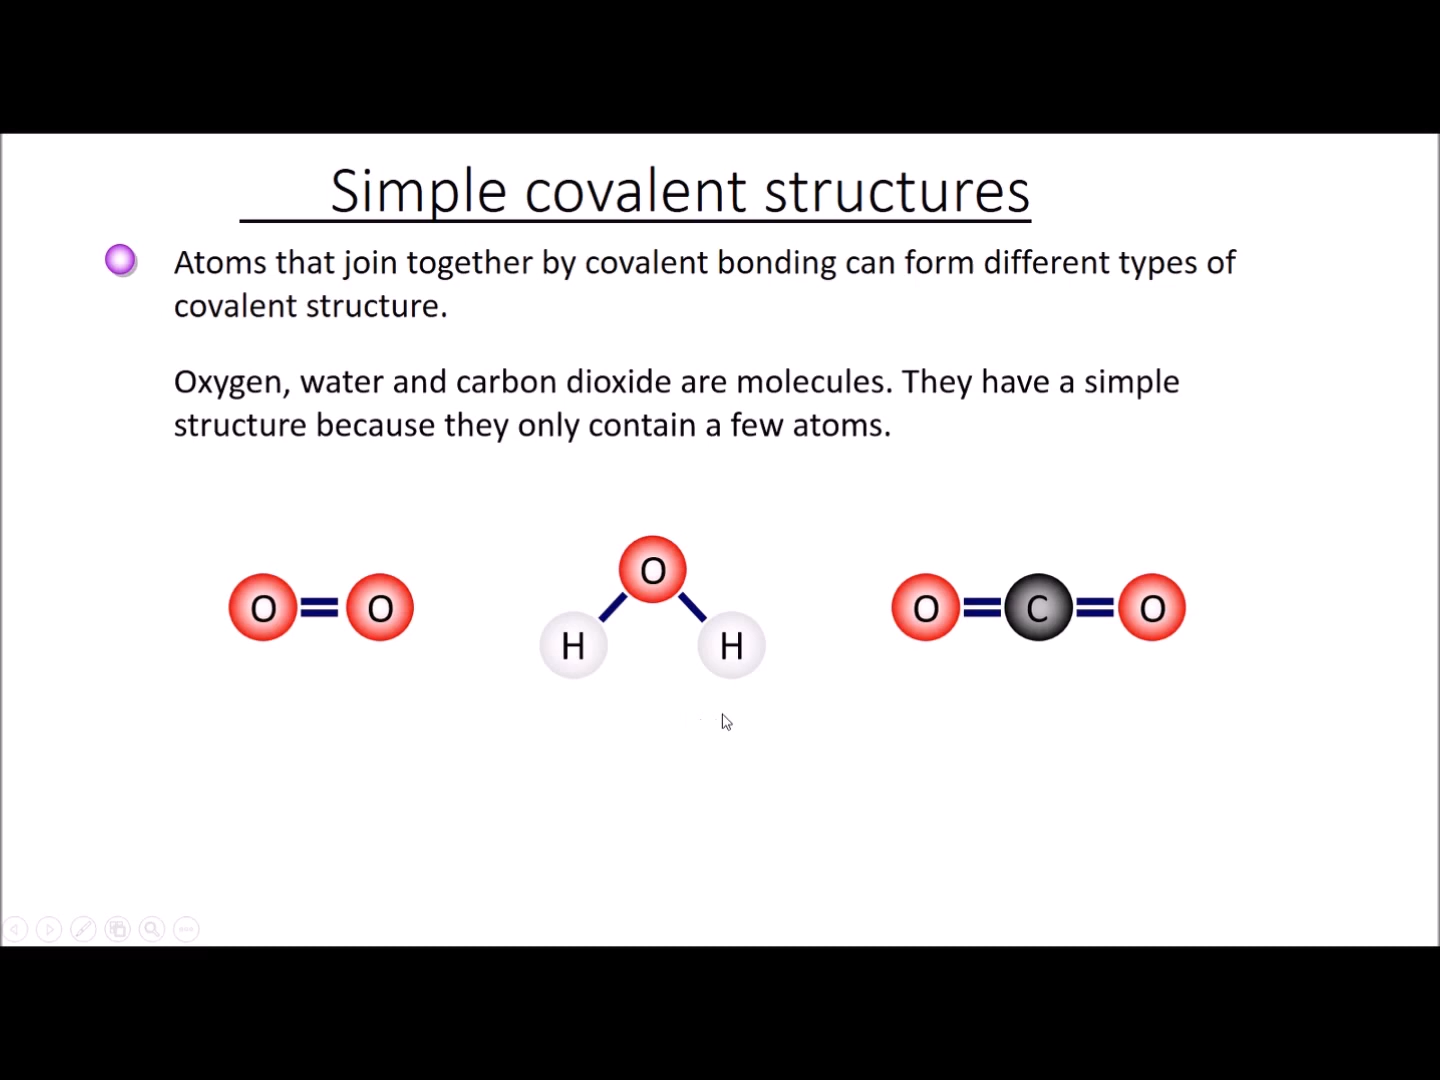 Simple covalent structures
Atoms that join together by covalent bonding can form different types of
covalent structure.
Oxygen, water and carbon dioxide are molecules. They have a simple
structure because they only contain a few atoms.
O = O
O
H H
O = C = O